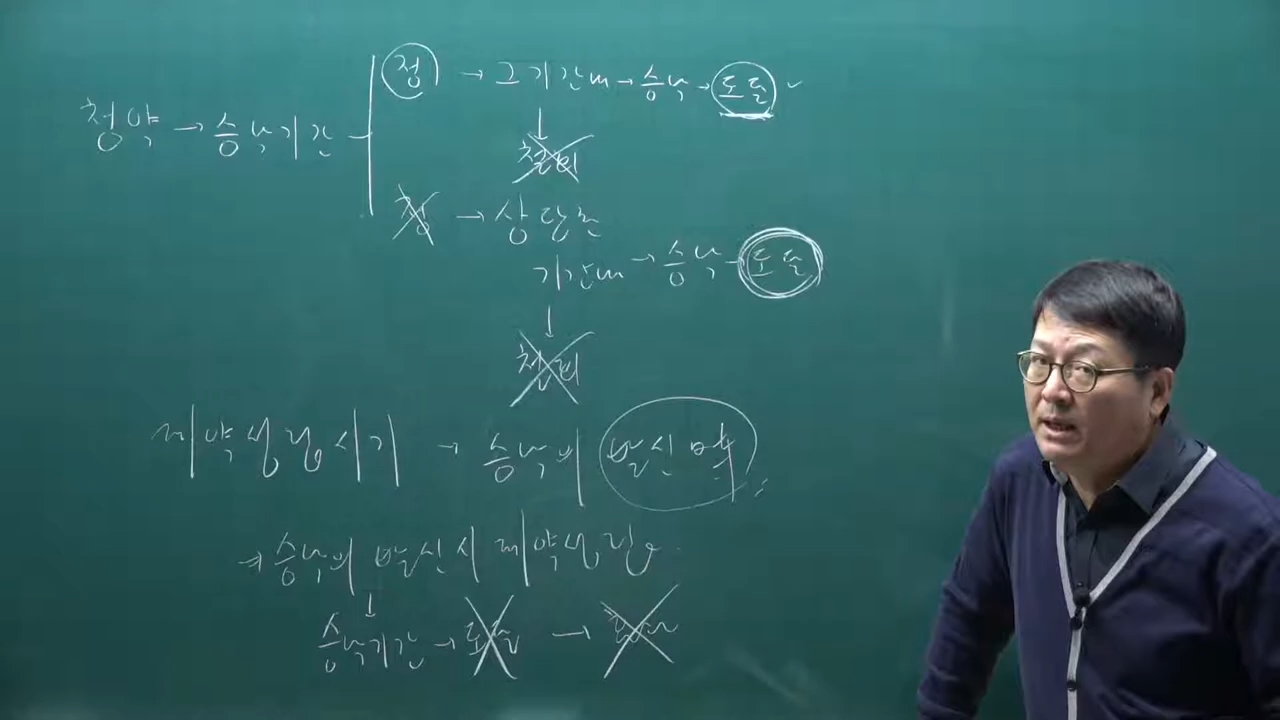 청약 → 승낙기간
정 → 그 기간내 → 승낙 → 도달 ✓
↓
철회
정 → 상당한
기간내 → 승낙 → 도달
↓
철회
계약성립시기 → 승낙의 발신주의
⇒ 승낙의 발신시 계약성립.
↓
승낙기간 → 도달 →